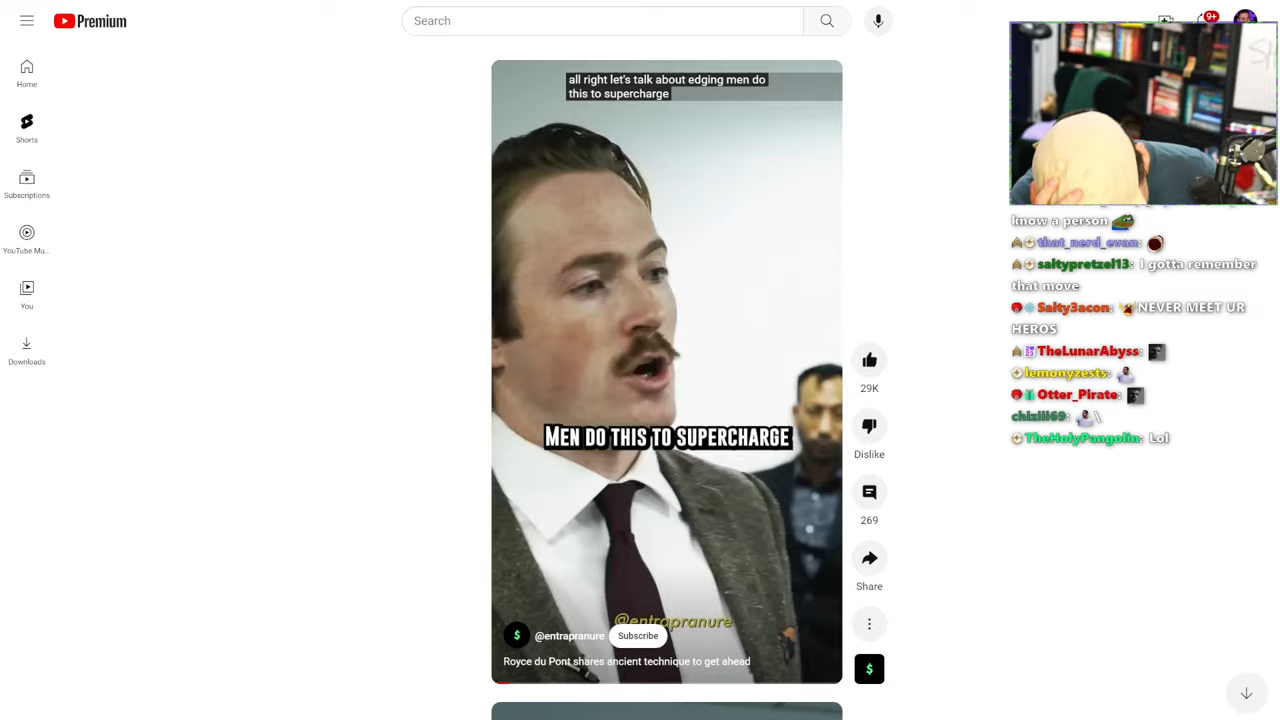 Premium
Search
9+
Home
Shorts
Subscriptions
YouTube Mu...
You
Downloads
all right let's talk about edging men do
this to supercharge
MEN DO THIS TO SUPERCHARGE
@entrapranure
$ @entrapranure Subscribe
Royce du Pont shares ancient technique to get ahead
29K
Dislike
269
Share
$
know a person
that_nerd_evan:
saltypretzel13: I gotta remember
that move
Salty3acon: NEVER MEET UR
HEROS
TheLunarAbyss:
lemonyzests:
Otter_Pirate:
chizlii69: \
TheHolyPangolin: Lol